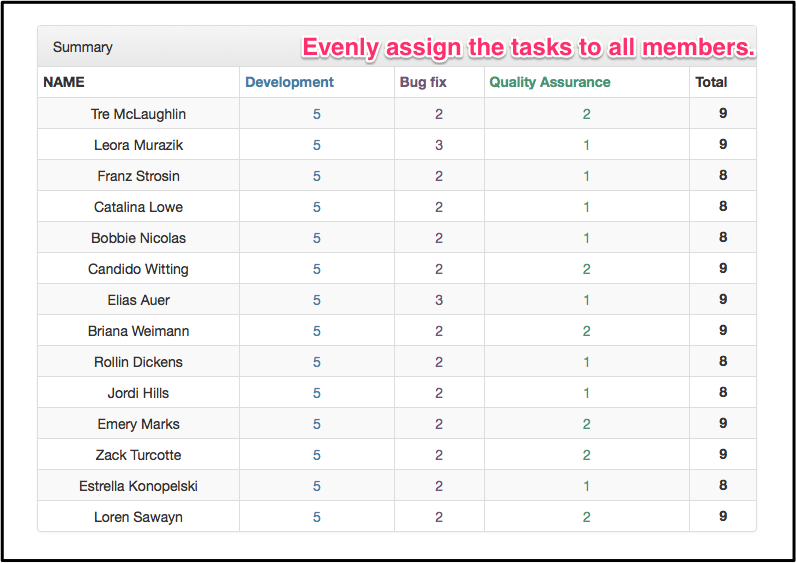 Summary Evenly assign the tasks to all members.
NAME Development Bug fix Quality Assurance Total
Tre McLaughlin 5 2 2 9
Leora Murazik 5 3 1 9
Franz Strosin 5 2 1 8
Catalina Lowe 5 2 1 8
Bobbie Nicolas 5 2 1 8
Candido Witting 5 2 2 9
Elias Auer 5 3 1 9
Briana Weimann 5 2 2 9
Rollin Dickens 5 2 1 8
Jordi Hills 5 2 1 8
Emery Marks 5 2 2 9
Zack Turcotte 5 2 2 9
Estrella Konopelski 5 2 1 8
Loren Sawayn 5 2 2 9